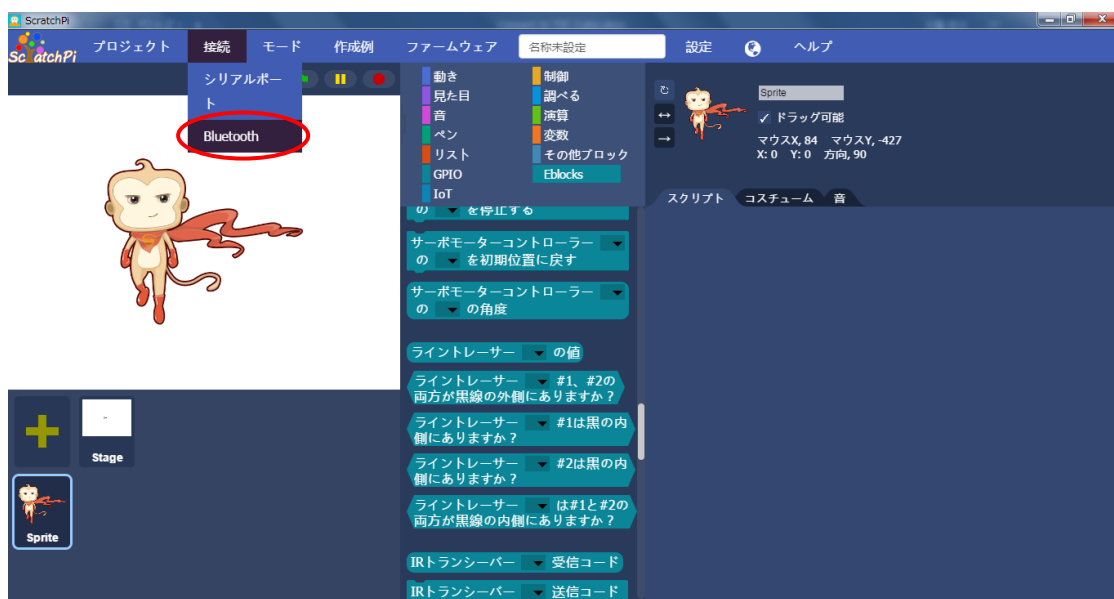 ScratchPi
ScratchPi
プロジェクト
接続
モード
作成例
ファームウェア
名称未設定
設定
ヘルプ
シリアルポー
ト
Bluetooth
動き
見た目
音
ペン
リスト
GPIO
IoT
制御
調べる
演算
変数
その他ブロック
Eblocks
の を停止する
サーボモーターコントローラー
の を初期位置に戻す
サーボモーターコントローラー
の の角度
ライントレーサー の値
ライントレーサー #1、#2の
両方が黒線の外側にありますか？
ライントレーサー #1は黒の内
側にありますか？
ライントレーサー #2は黒の内
側にありますか？
ライントレーサー は#1と#2の
両方が黒線の内側にありますか？
IRトランシーバー 受信コード
IRトランシーバー 送信コード
Sprite
ドラッグ可能
マウスX, 84 マウスY, -427
X: 0 Y: 0 方向, 90
スクリプト
コスチューム
音
Stage
Sprite